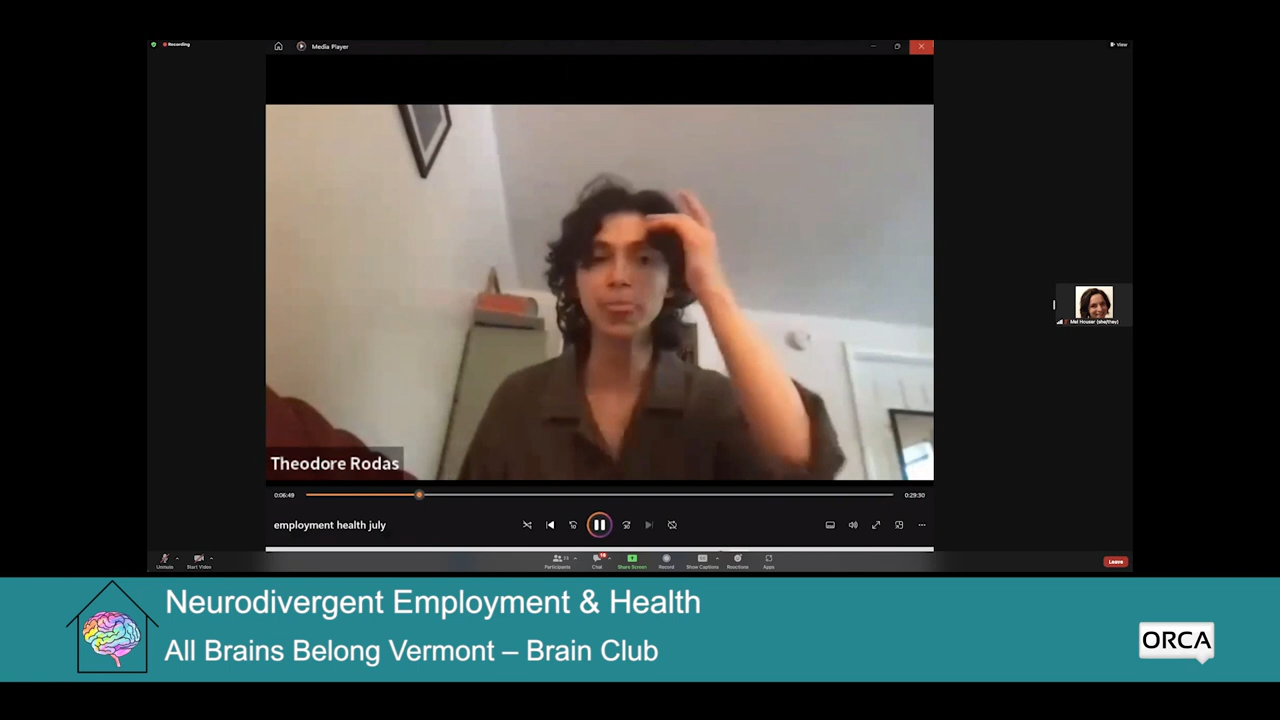 Recording
Media Player
View
Mel Houser (she/they)
Theodore Rodas
0:06:49
0:29:30
employment health july
Unmute
Start Video
Participants
Chat
Share Screen
Record
Show Captions
Reactions
Apps
Leave
Neurodivergent Employment & Health
All Brains Belong Vermont – Brain Club
ORCA